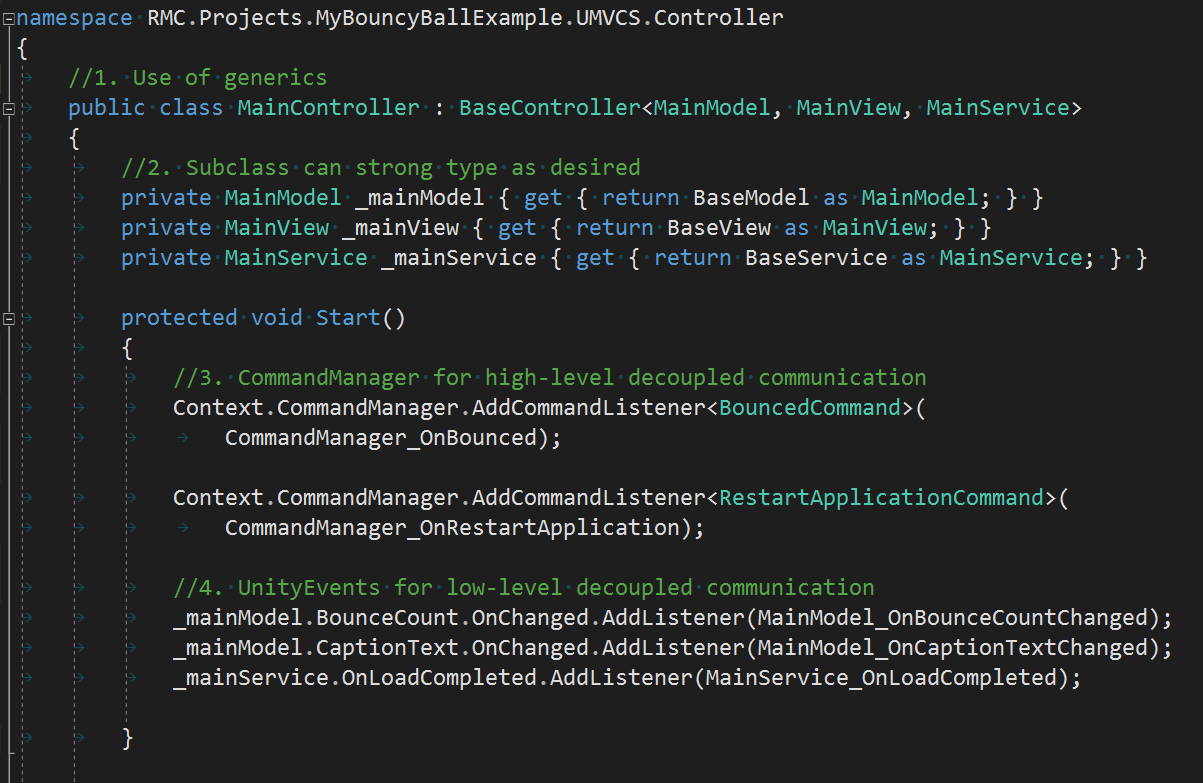 namespace RMC.Projects.MyBouncyBallExample.UMVCS.Controller
{
//1. Use of generics
public class MainController : BaseController<MainModel, MainView, MainService>
{
//2. Subclass can strong type as desired
private MainModel _mainModel { get { return BaseModel as MainModel; } }
private MainView _mainView { get { return BaseView as MainView; } }
private MainService _mainService { get { return BaseService as MainService; } }
protected void Start()
{
//3. CommandManager for high-level decoupled communication
Context.CommandManager.AddCommandListener<BouncedCommand>(
CommandManager_OnBounced);
Context.CommandManager.AddCommandListener<RestartApplicationCommand>(
CommandManager_OnRestartApplication);
//4. UnityEvents for low-level decoupled communication
_mainModel.BounceCount.OnChanged.AddListener(MainModel_OnBounceCountChanged);
_mainModel.CaptionText.OnChanged.AddListener(MainModel_OnCaptionTextChanged);
_mainService.OnLoadCompleted.AddListener(MainService_OnLoadCompleted);
}